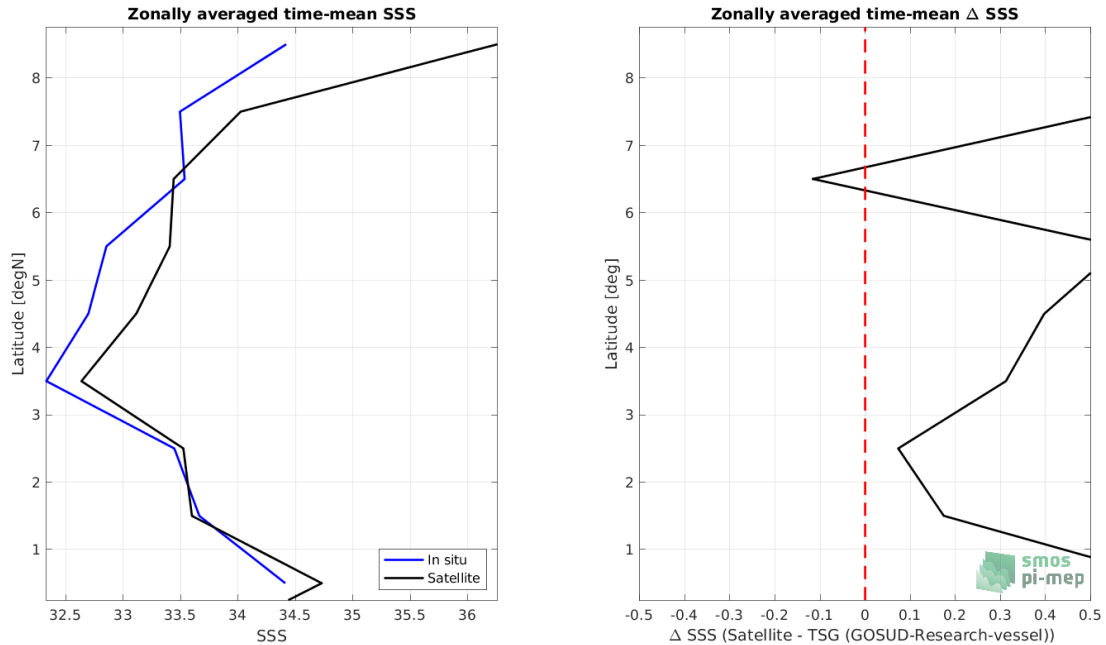 Zonally averaged time-mean SSS
Latitude [degN]
8
7
6
5
4
3
2
1
32.5 33 33.5 34 34.5 35 35.5 36
SSS
In situ
Satellite
Zonally averaged time-mean Δ SSS
Latitude [deg]
8
7
6
5
4
3
2
1
-0.5 -0.4 -0.3 -0.2 -0.1 0 0.1 0.2 0.3 0.4 0.5
Δ SSS (Satellite - TSG (GOSUD-Research-vessel))
smos
pi-mep